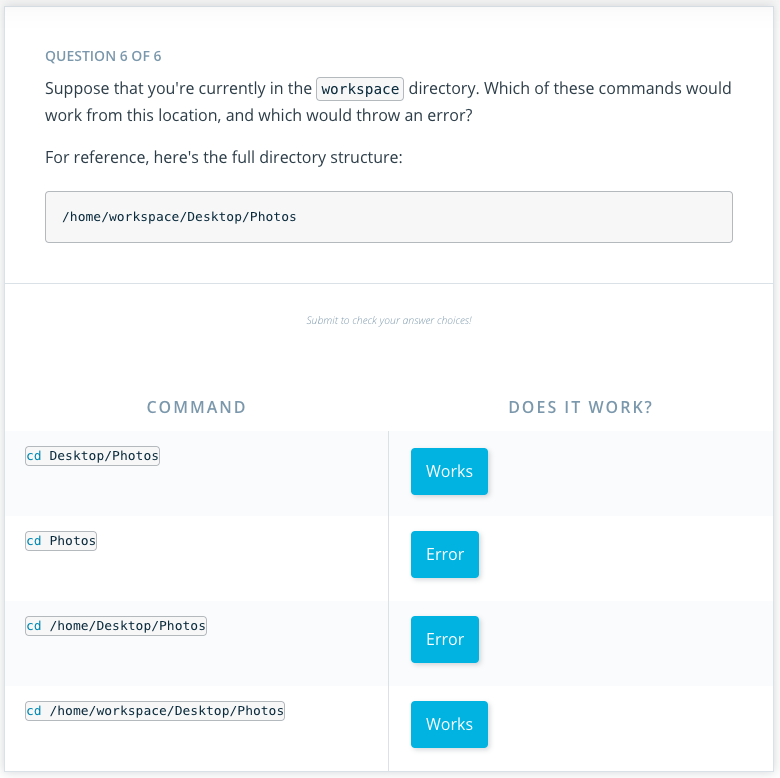 QUESTION 6 OF 6
Suppose that you're currently in the workspace directory. Which of these commands would
work from this location, and which would throw an error?
For reference, here's the full directory structure:
/home/workspace/Desktop/Photos
Submit to check your answer choices!
COMMAND DOES IT WORK?
cd Desktop/Photos Works
cd Photos Error
cd /home/Desktop/Photos Error
cd /home/workspace/Desktop/Photos Works